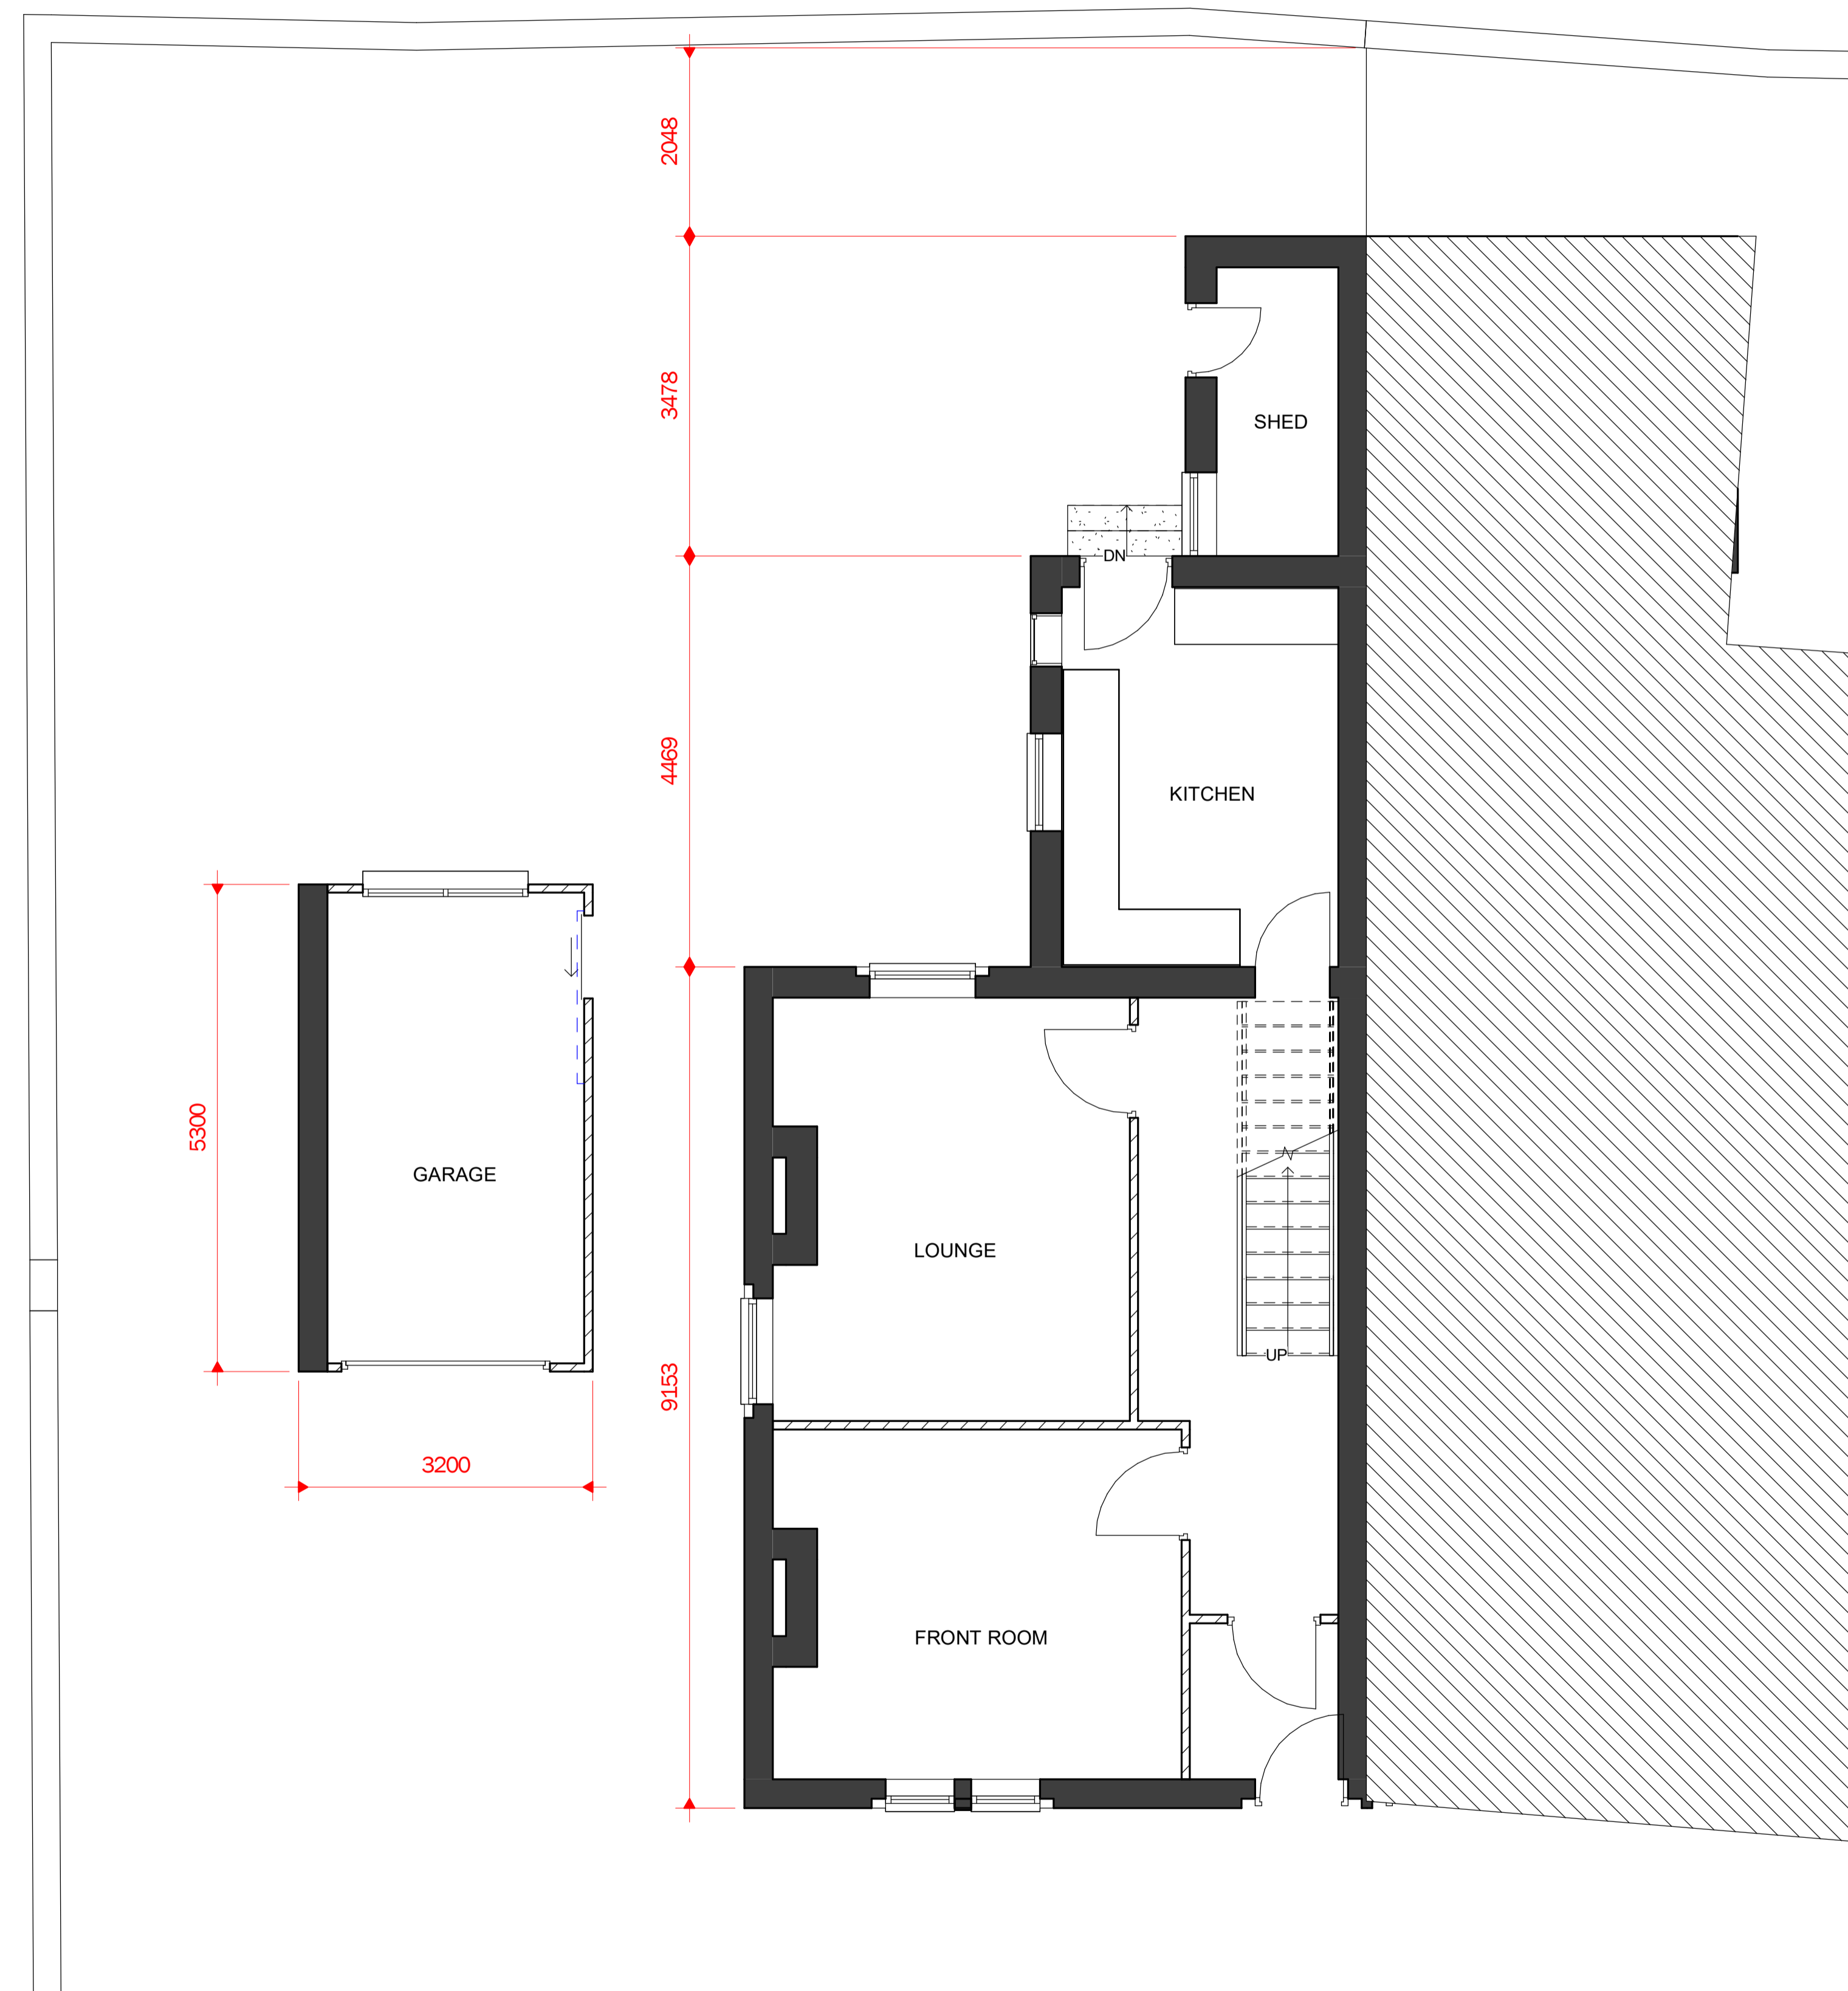 2048
3478
SHED
DN
4469
KITCHEN
5300
GARAGE
LOUNGE
UP
9153
3200
FRONT ROOM